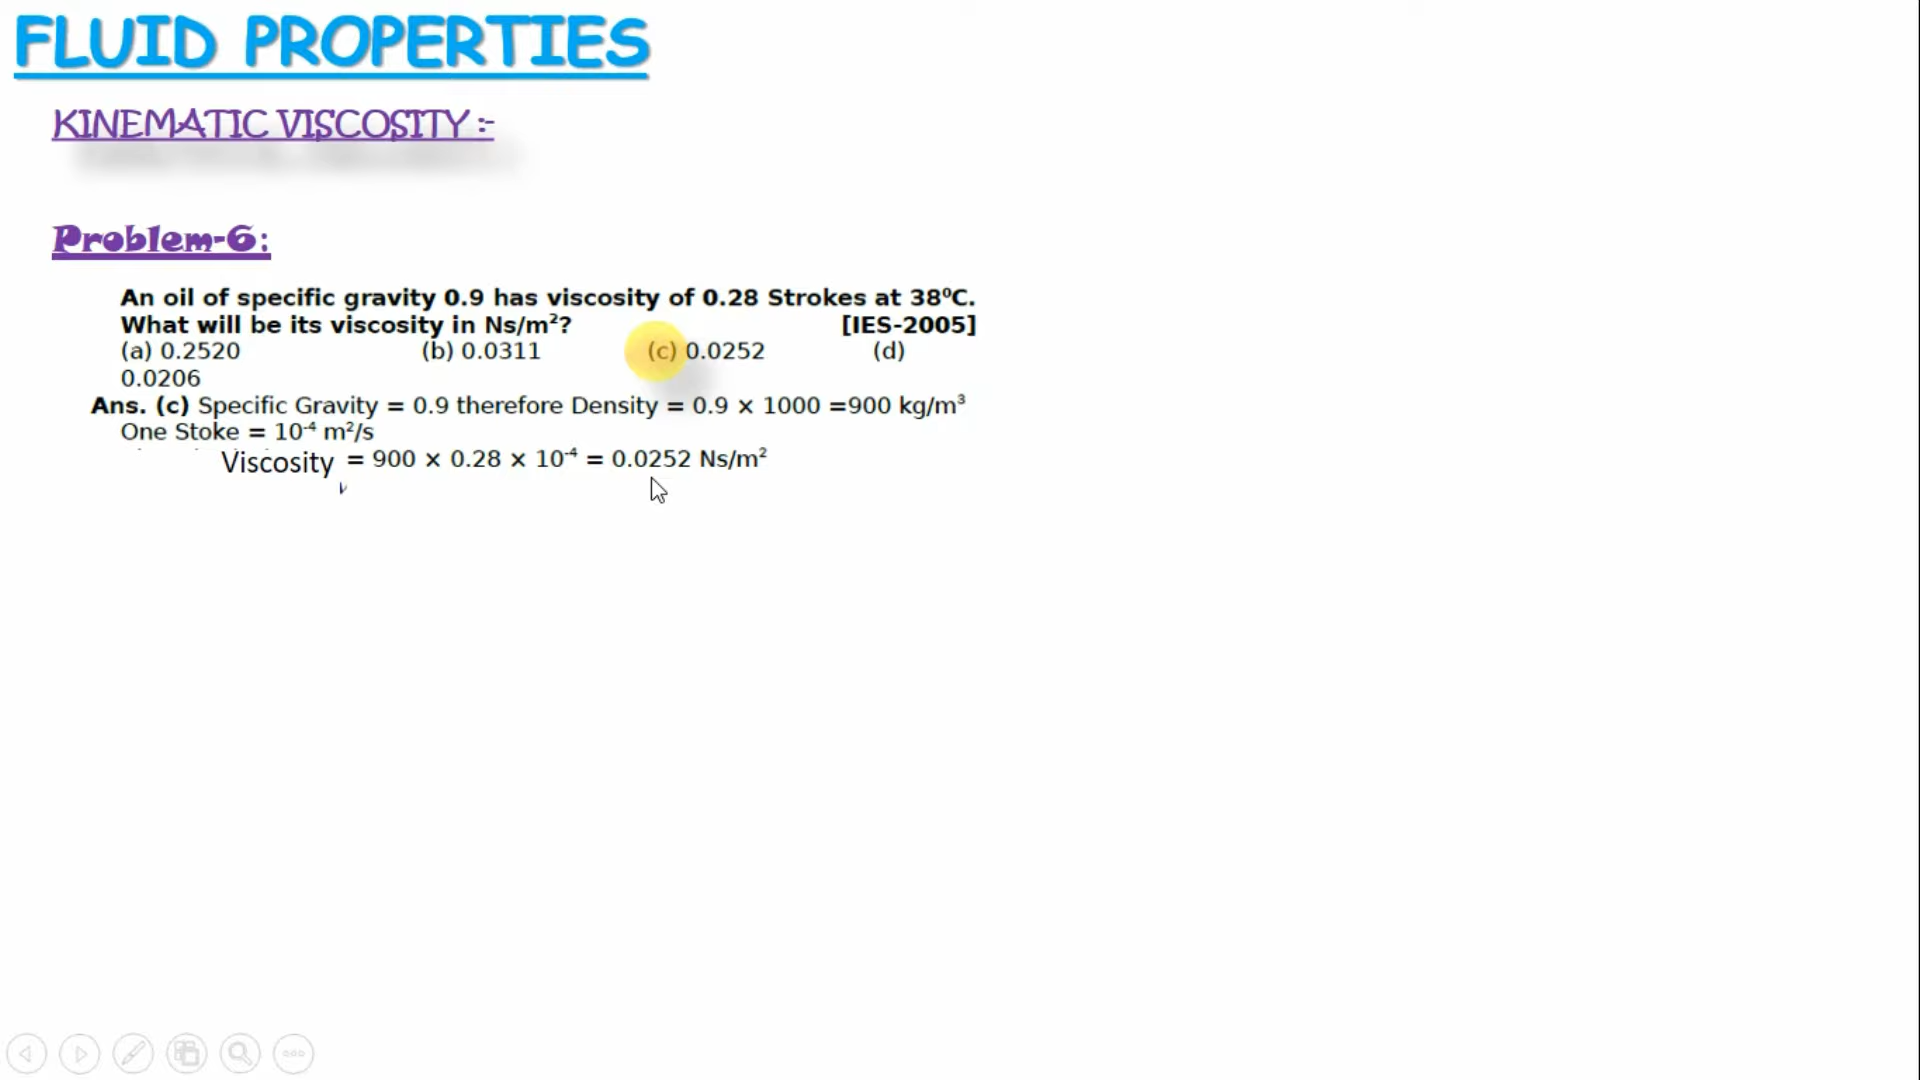 FLUID PROPERTIES
KINEMATIC VISCOSITY :-
Problem-6:
An oil of specific gravity 0.9 has viscosity of 0.28 Strokes at 38⁰C.
What will be its viscosity in Ns/m²? [IES-2005]
(a) 0.2520 (b) 0.0311 (c) 0.0252 (d)
0.0206
Ans. (c) Specific Gravity = 0.9 therefore Density = 0.9 × 1000 =900 kg/m³
One Stoke = 10⁻⁴ m²/s
Viscosity = 900 × 0.28 × 10⁻⁴ = 0.0252 Ns/m²